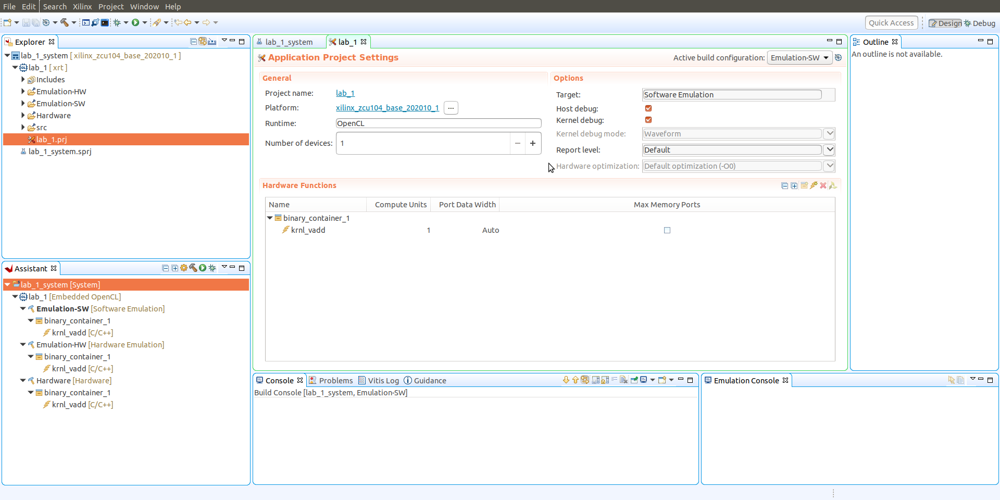 File Edit Search Xilinx Project Window Help
Quick Access Design Debug
Explorer
lab_1_system [ xilinx_zcu104_base_202010_1 ]
lab_1 [ xrt ]
Includes
Emulation-HW
Emulation-SW
Hardware
src
lab_1.prj
lab_1_system.sprj
Assistant
lab_1_system [System]
lab_1 [Embedded OpenCL]
Emulation-SW [Software Emulation]
binary_container_1
krnl_vadd [C/C++]
Emulation-HW [Hardware Emulation]
binary_container_1
krnl_vadd [C/C++]
Hardware [Hardware]
binary_container_1
krnl_vadd [C/C++]
lab_1_system lab_1
Application Project Settings
Active build configuration: Emulation-SW
General
Project name: lab_1
Platform: xilinx_zcu104_base_202010_1 ...
Runtime: OpenCL
Number of devices: 1 − +
Options
Target: Software Emulation
Host debug:
Kernel debug:
Kernel debug mode: Waveform
Report level: Default
Hardware optimization: Default optimization (-O0)
Hardware Functions
Name Compute Units Port Data Width Max Memory Ports
binary_container_1
krnl_vadd 1 Auto
Console Problems Vitis Log Guidance
Build Console [lab_1_system, Emulation-SW]
Emulation Console
Outline
An outline is not available.